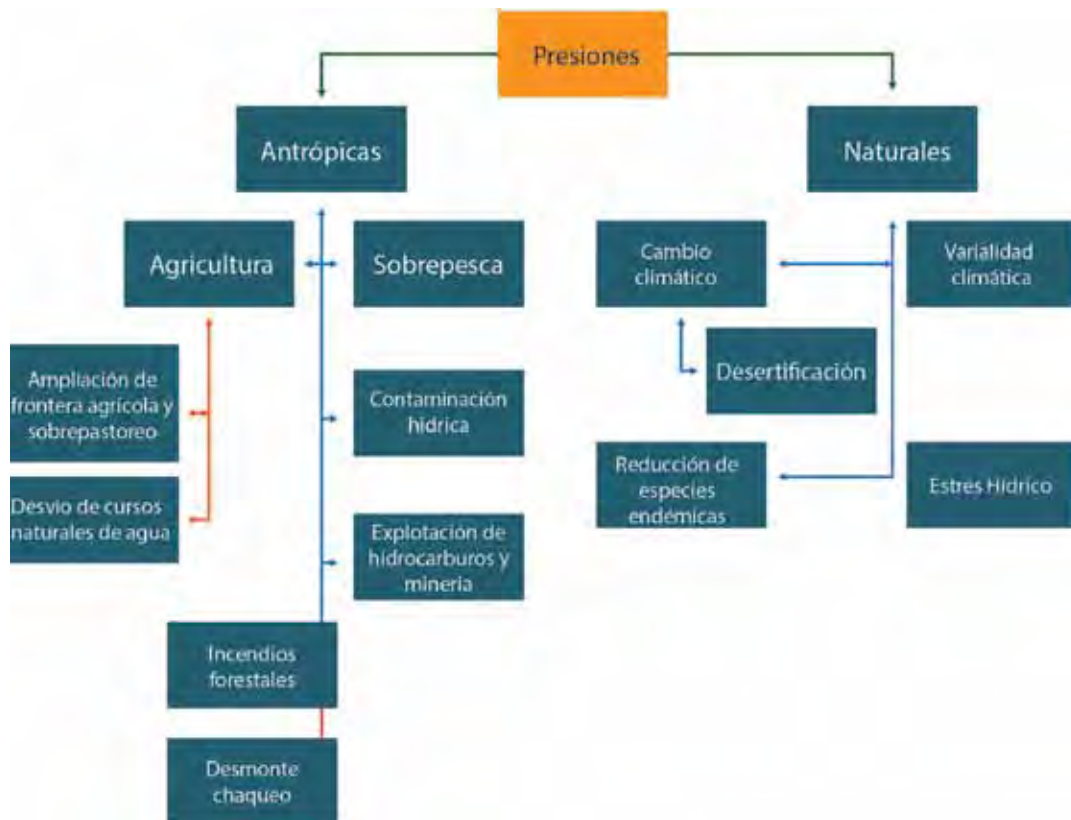 Presiones
Antrópicas
Naturales
Agricultura
Sobrepesca
Cambio
climático
Varialidad
climática
Desertificación
Ampliación de
frontera agrícola y
sobrepastoreo
Contaminación
hídrica
Reducción de
especies
endémicas
Estres Hídrico
Desvío de cursos
naturales de agua
Explotación de
hidrocarburos y
minería
Incendios
forestales
Desmonte
chaqueo